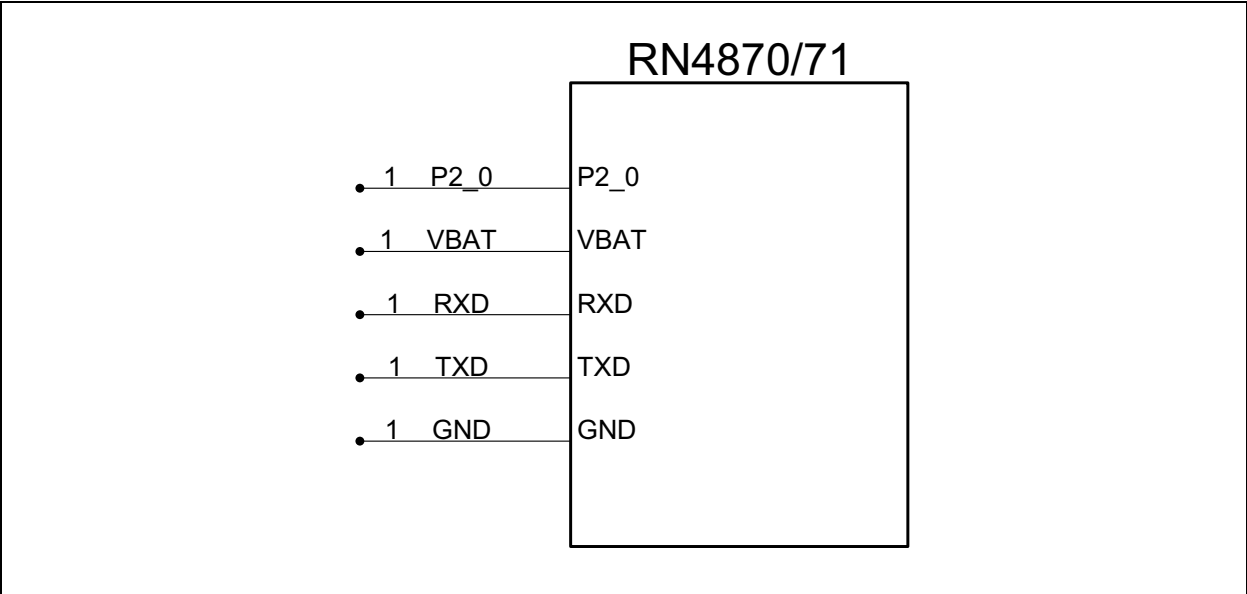 RN4870/71
1 P2_0 P2_0
1 VBAT VBAT
1 RXD RXD
1 TXD TXD
1 GND GND